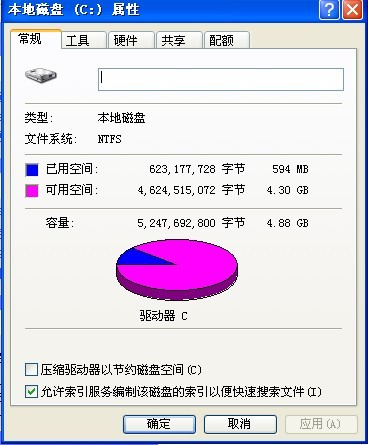 本地磁盘 (C:) 属性
常规 工具 硬件 共享 配额
类型: 本地磁盘
文件系统: NTFS
已用空间: 623,177,728 字节 594 MB
可用空间: 4,624,515,072 字节 4.30 GB
容量: 5,247,692,800 字节 4.88 GB
驱动器 C
压缩驱动器以节约磁盘空间(C)
允许索引服务编制该磁盘的索引以便快速搜索文件(I)
确定 取消 应用(A)